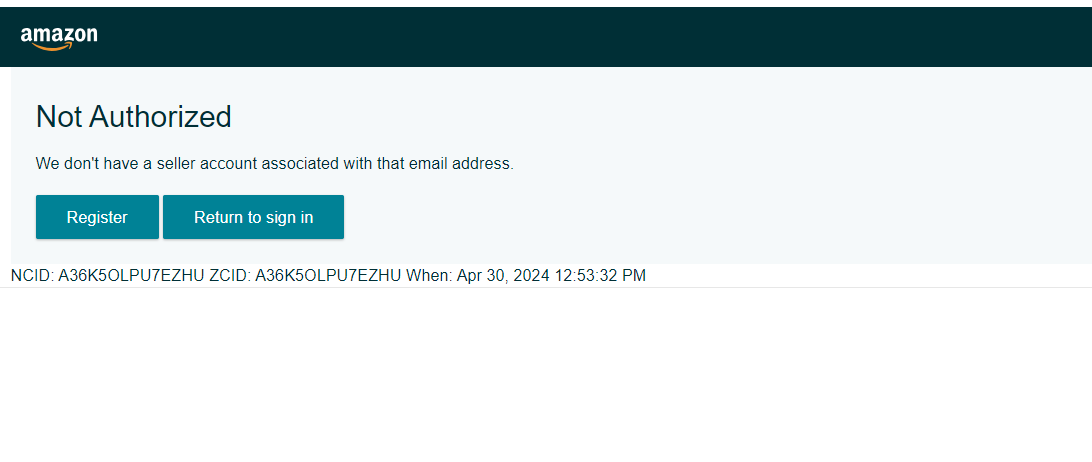 amazon
Not Authorized
We don't have a seller account associated with that email address.
Register
Return to sign in
NCID: A36K5OLPU7EZHU ZCID: A36K5OLPU7EZHU When: Apr 30, 2024 12:53:32 PM